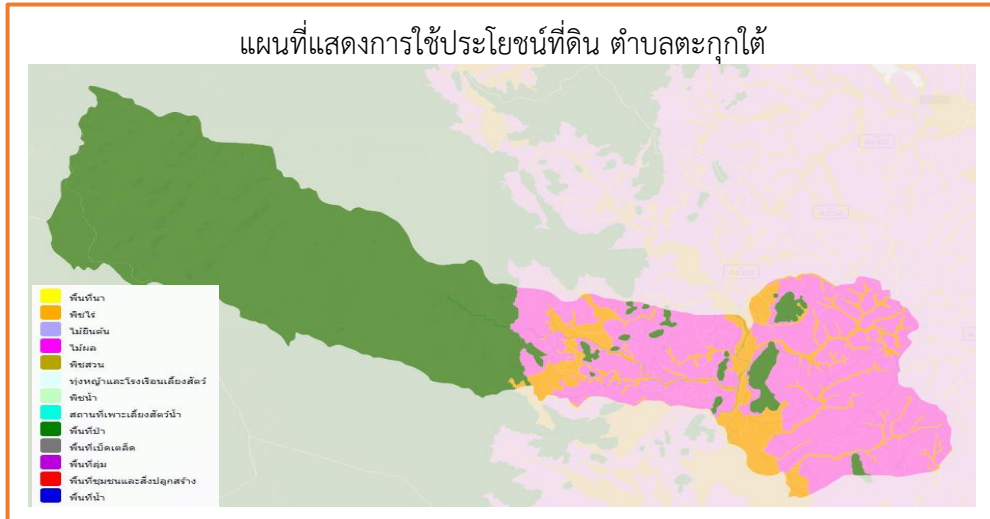 แผนที่แสดงการใช้ประโยชน์ที่ดิน ตำบลตะกุกใต้
พื้นที่นา
พืชไร่
ไม้ยืนต้น
ไม้ผล
พืชสวน
ทุ่งหญ้าและโรงเรือนเลี้ยงสัตว์
พืชน้ำ
สถานที่เพาะเลี้ยงสัตว์น้ำ
พื้นที่ป่า
พื้นที่เบ็ดเตล็ด
พื้นที่ลุ่ม
พื้นที่ชุมชนและสิ่งปลูกสร้าง
พื้นที่น้ำ